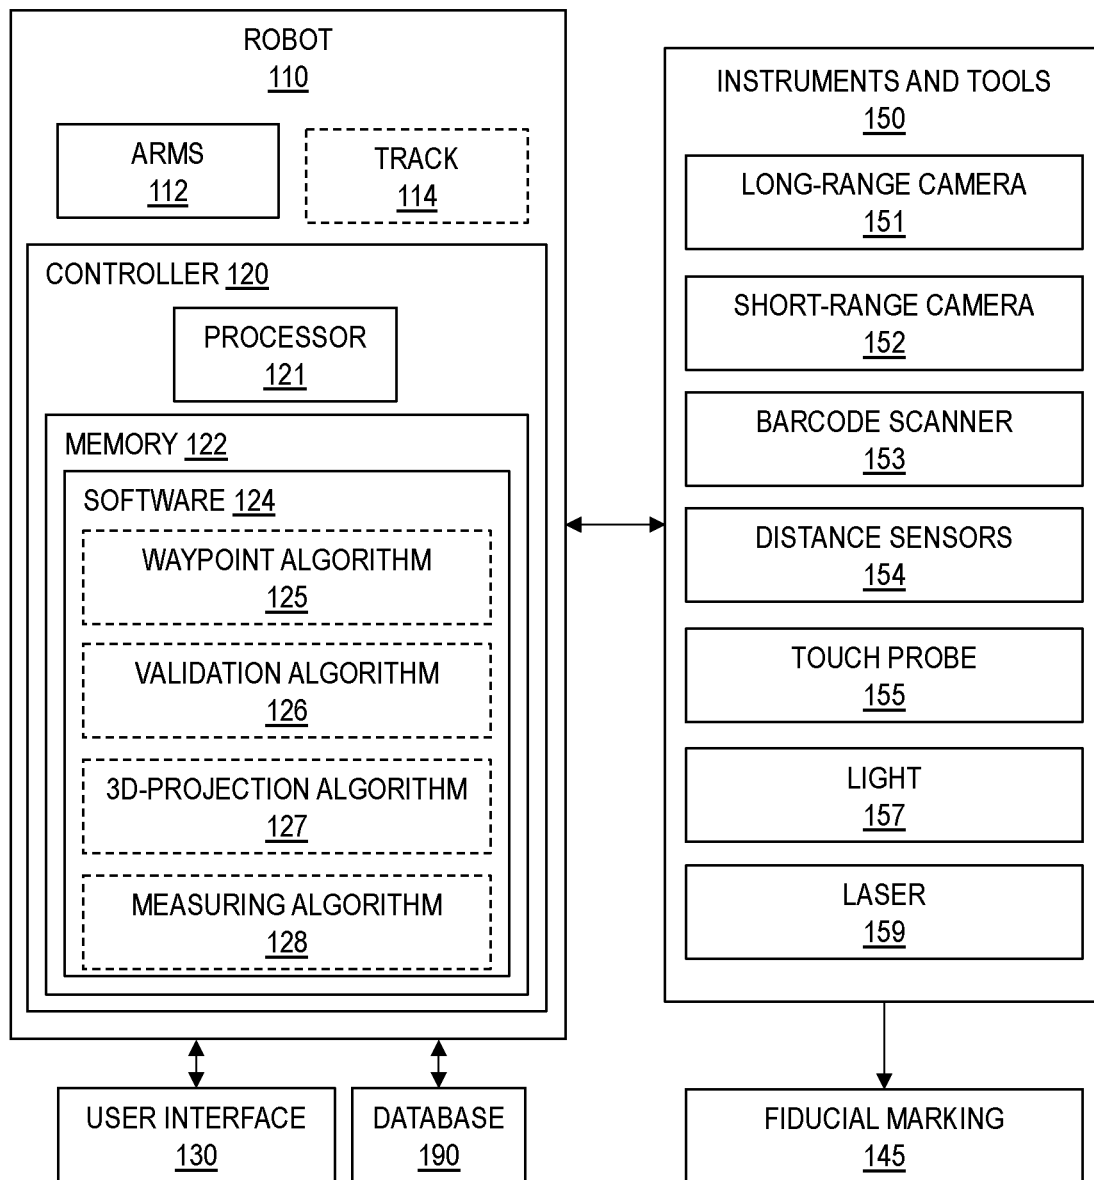 ROBOT
110
ARMS
112
TRACK
114
CONTROLLER 120
PROCESSOR
121
MEMORY 122
SOFTWARE 124
WAYPOINT ALGORITHM
125
VALIDATION ALGORITHM
126
3D-PROJECTION ALGORITHM
127
MEASURING ALGORITHM
128
USER INTERFACE
130
DATABASE
190
INSTRUMENTS AND TOOLS
150
LONG-RANGE CAMERA
151
SHORT-RANGE CAMERA
152
BARCODE SCANNER
153
DISTANCE SENSORS
154
TOUCH PROBE
155
LIGHT
157
LASER
159
FIDUCIAL MARKING
145